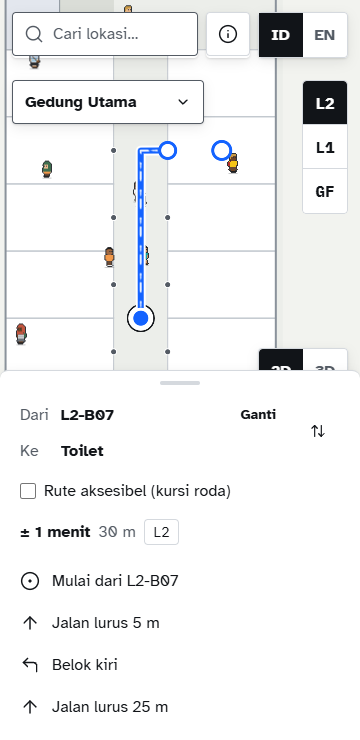 Cari lokasi...
ID
EN
Gedung Utama
L2
L1
GF
Dari L2-B07
Ganti
Ke Toilet
Rute aksesibel (kursi roda)
± 1 menit 30 m L2
Mulai dari L2-B07
Jalan lurus 5 m
Belok kiri
Jalan lurus 25 m